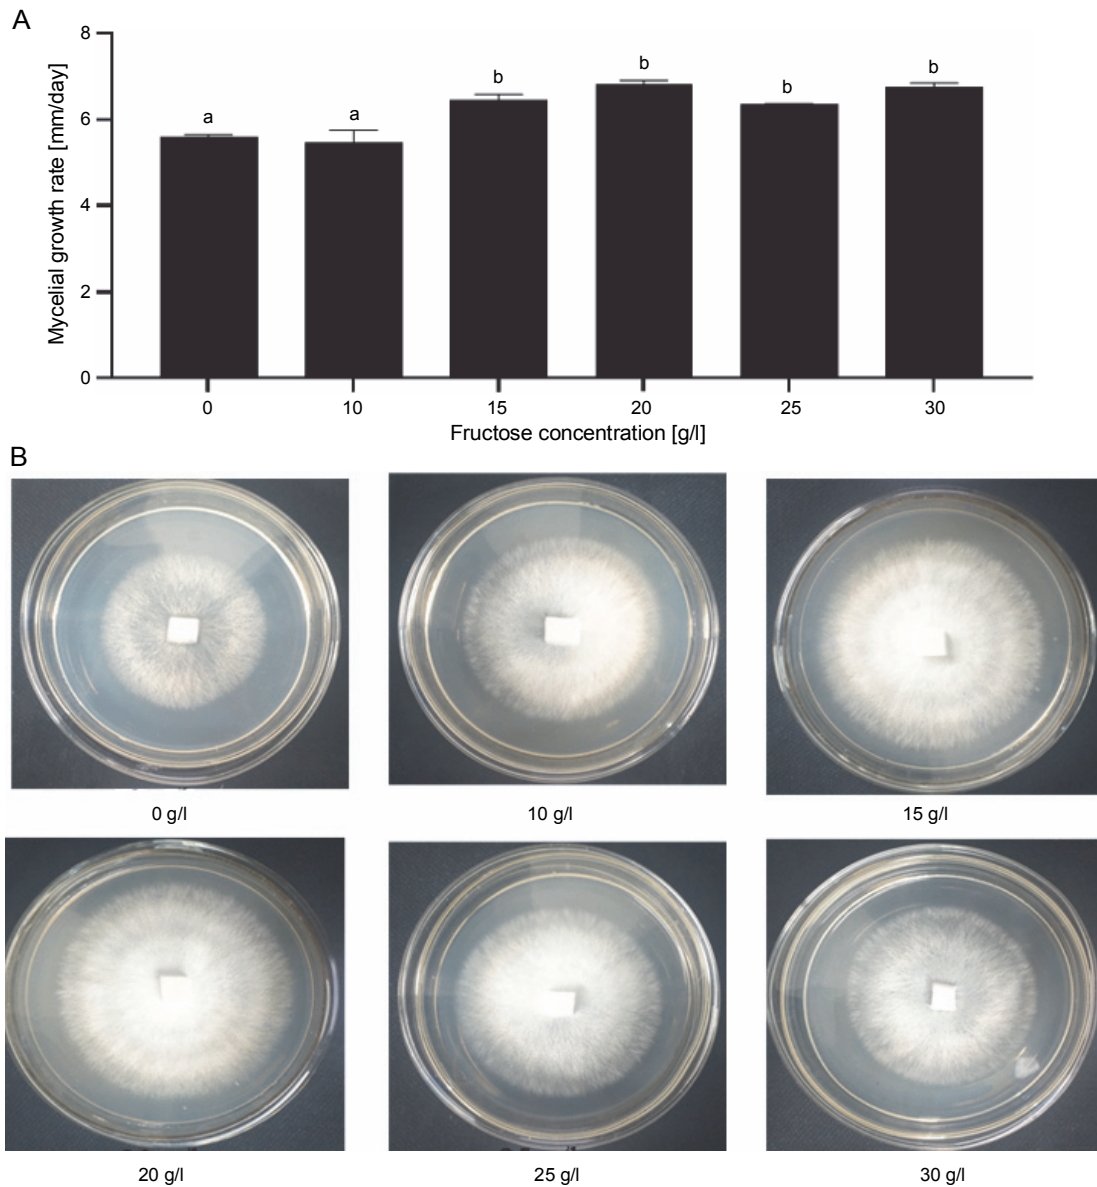 A
Mycelial growth rate [mm/day]
8
6
4
2
0
a
a
b
b
b
b
0 10 15 20 25 30
Fructose concentration [g/l]
B
0 g/l 10 g/l 15 g/l
20 g/l 25 g/l 30 g/l